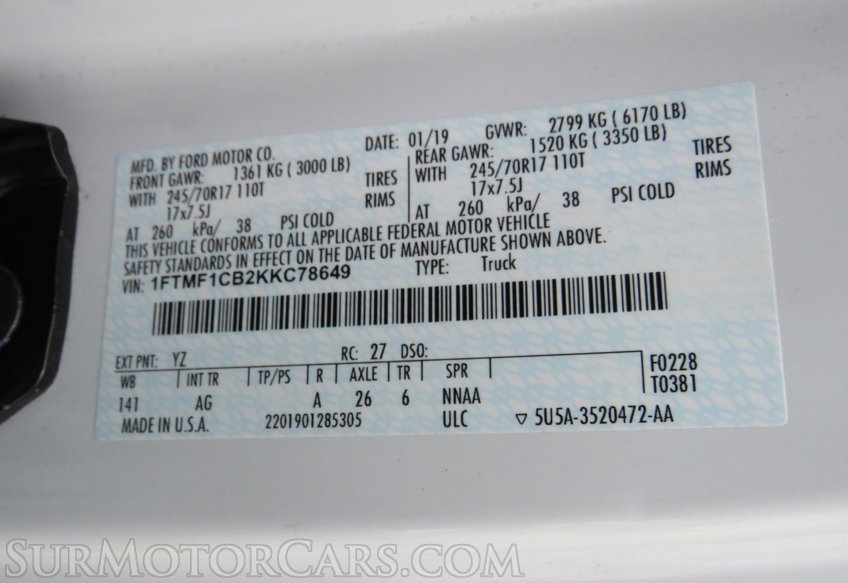 MFD. BY FORD MOTOR CO.
DATE: 01/19 GVWR: 2799 KG ( 6170 LB)
FRONT GAWR: 1361 KG ( 3000 LB)
WITH 245/70R17 110T TIRES
17x7.5J RIMS
AT 260 kPa/ 38 PSI COLD
REAR GAWR: 1520 KG ( 3350 LB)
WITH 245/70R17 110T TIRES
17x7.5J RIMS
AT 260 kPa/ 38 PSI COLD
THIS VEHICLE CONFORMS TO ALL APPLICABLE FEDERAL MOTOR VEHICLE
SAFETY STANDARDS IN EFFECT ON THE DATE OF MANUFACTURE SHOWN ABOVE.
VIN: 1FTMF1CB2KKC78649 TYPE: Truck
EXT PNT: YZ RC: 27 DSO:
WB INT TR TP/PS R AXLE TR SPR
141 AG A 26 6 NNAA
F0228
T0381
MADE IN U.S.A. 2201901285305 ULC ▽ 5U5A-3520472-AA
SURMOTORCARS.COM